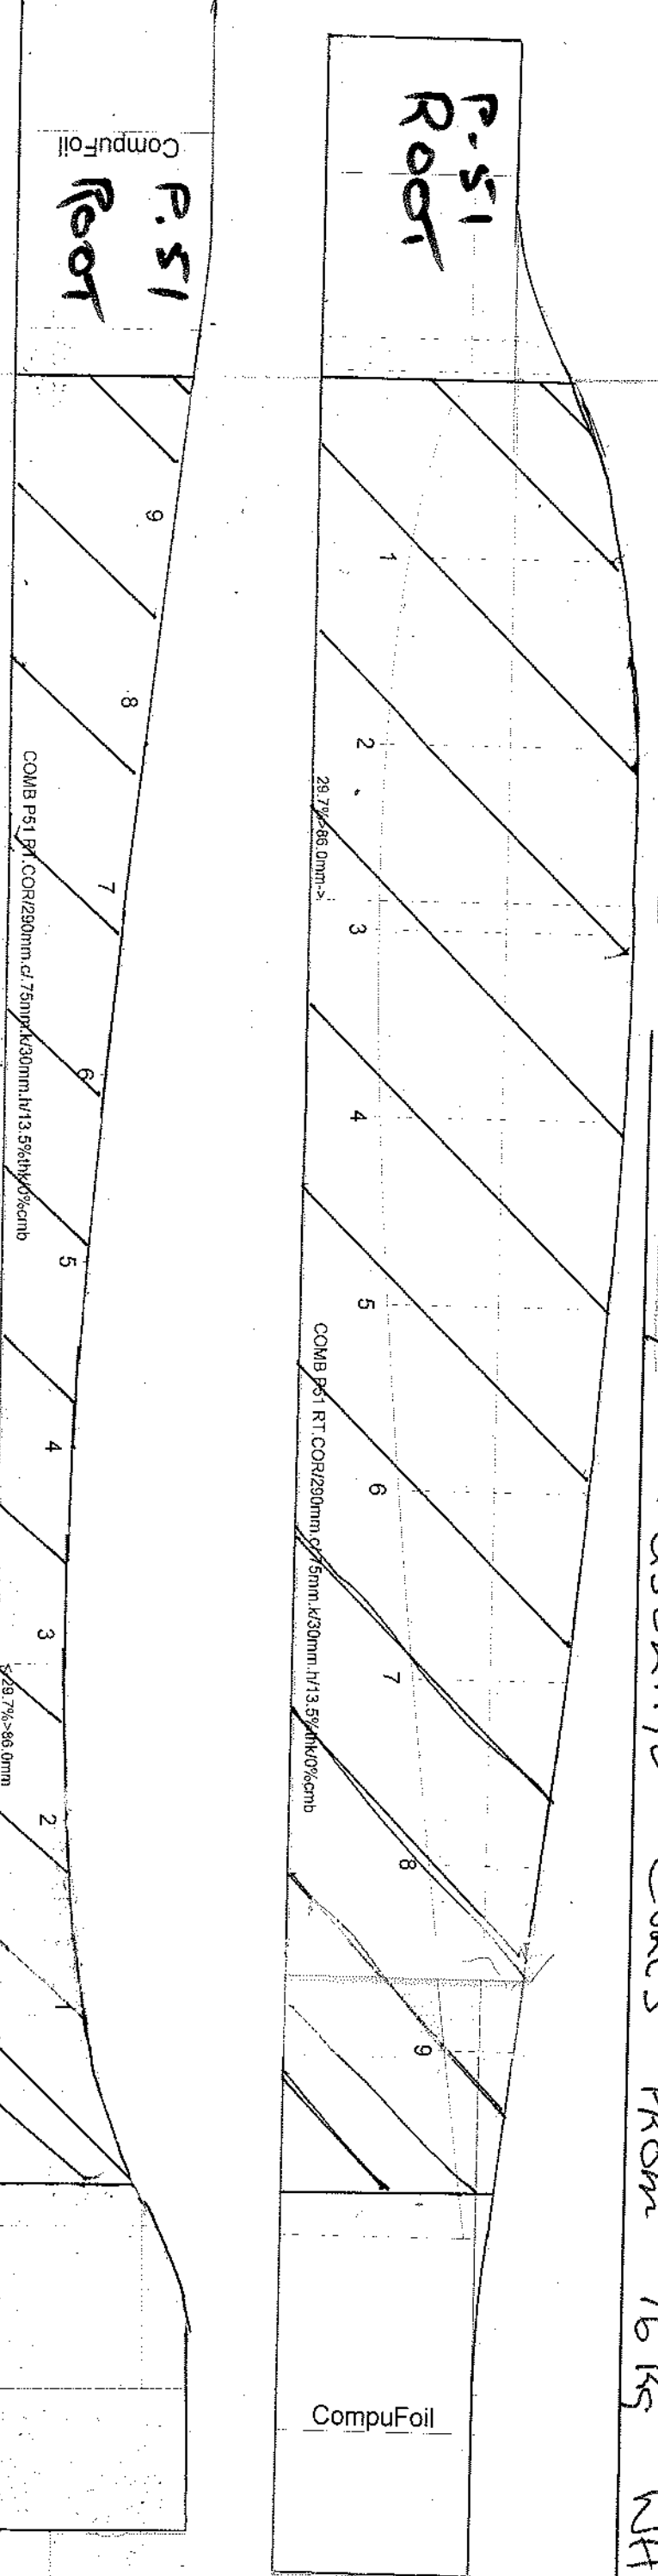 P-51
ROOT
1
2
29.7%>86.0mm->
3
4
5
COMB P51 RT.COR/290mm.c/.75mm.k/30mm.h/13.5%thk/0%cmb
6
7
8
9
CompuFoil
CompuFoil
P.51
ROOT
9
8
COMB P51 RT.COR/290mm.c/.75mm.k/30mm.h/13.5%thk/0%cmb
7
6
5
4
3
<-29.7%>86.0mm
2
1
CORES FROM 16 KG